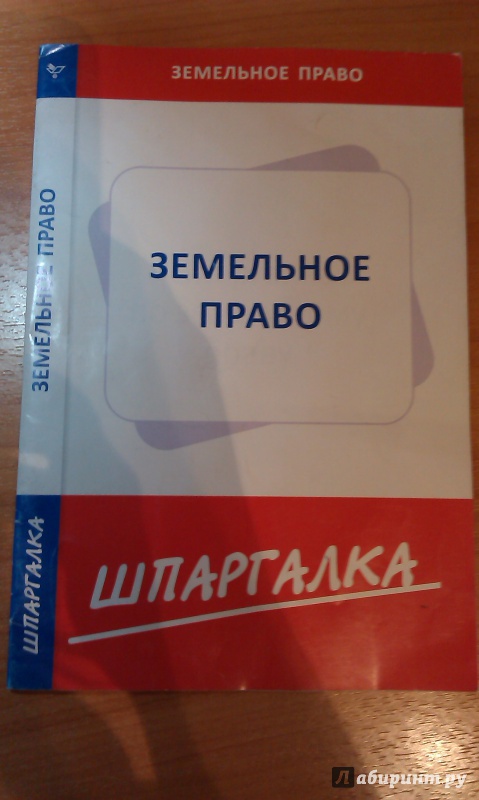 ЗЕМЕЛЬНОЕ ПРАВО
ЗЕМЕЛЬНОЕ
ПРАВО
ШПАРГАЛКА
ЗЕМЕЛЬНОЕ ПРАВО
ШПАРГАЛКА
Лабиринт.ру